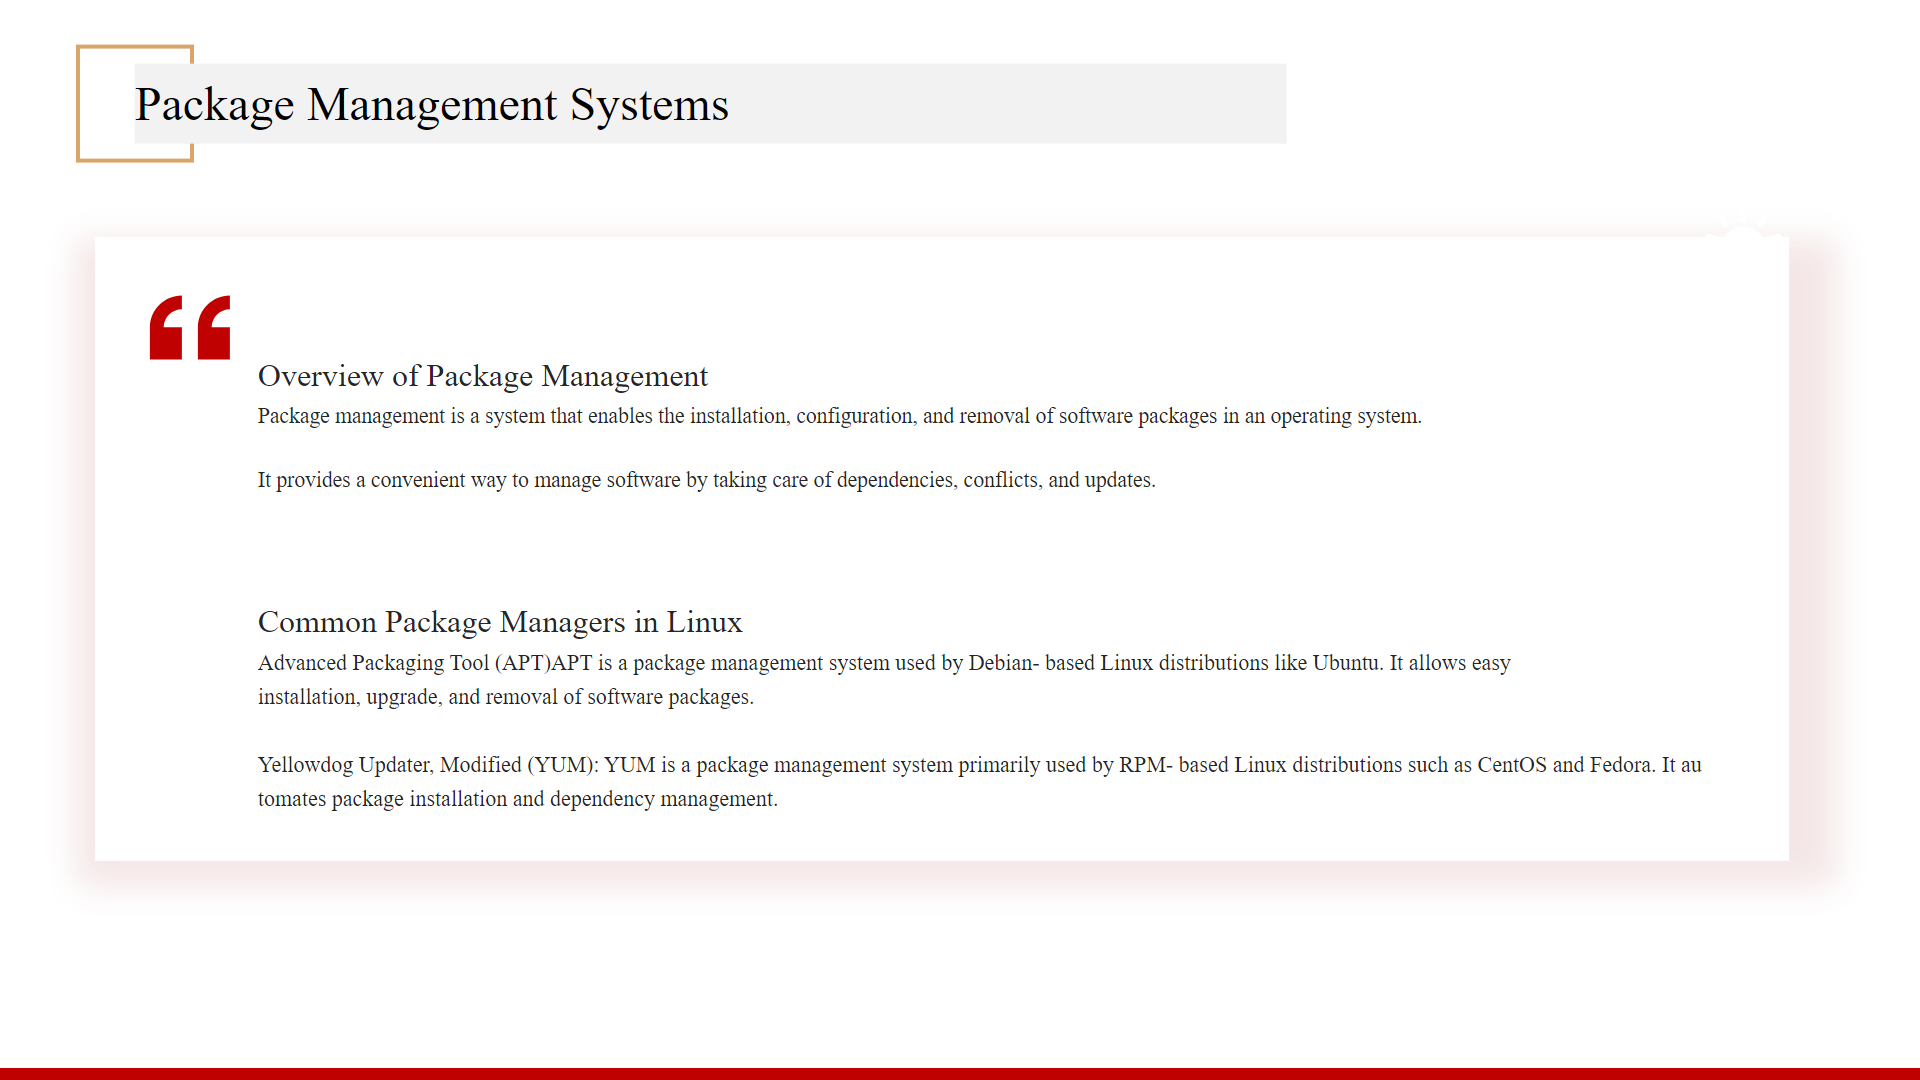 Package Management Systems
Overview of Package Management
Package management is a system that enables the installation, configuration, and removal of software packages in an operating system.
It provides a convenient way to manage software by taking care of dependencies, conflicts, and updates.
Common Package Managers in Linux
Advanced Packaging Tool (APT)APT is a package management system used by Debian- based Linux distributions like Ubuntu. It allows easy
installation, upgrade, and removal of software packages.
Yellowdog Updater, Modified (YUM): YUM is a package management system primarily used by RPM- based Linux distributions such as CentOS and Fedora. It au
tomates package installation and dependency management.